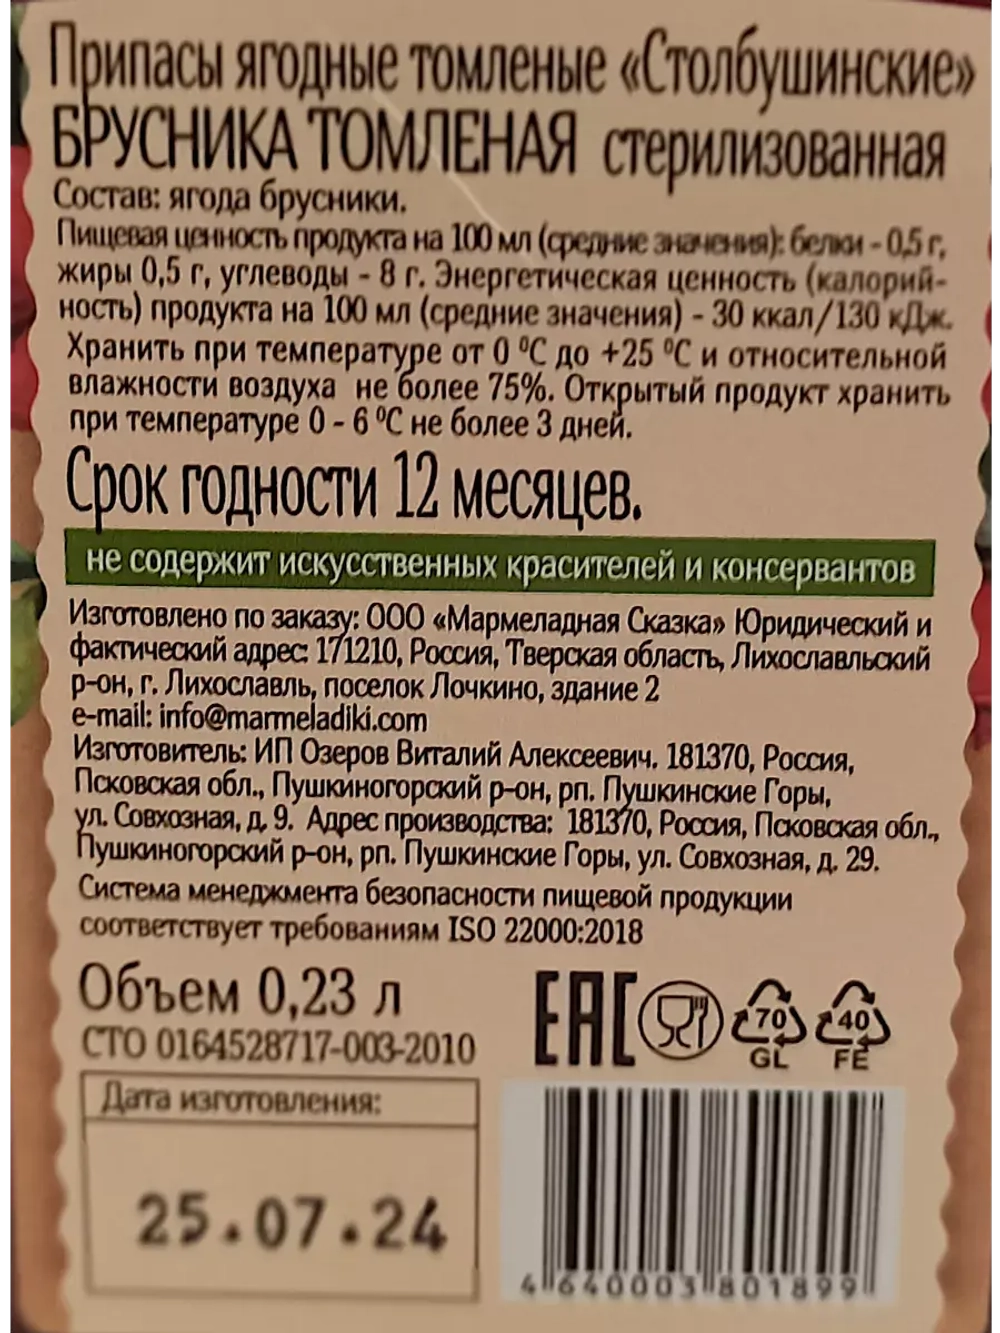 Припасы ягодные томленые «Столбушинские»
БРУСНИКА ТОМЛЕНАЯ стерилизованная
Состав: ягода брусники.
Пищевая ценность продукта на 100 мл (средние значения): белки - 0,5 г,
жиры 0,5 г, углеводы - 8 г. Энергетическая ценность (калорий-
ность) продукта на 100 мл (средние значения) - 30 ккал/130 кДж.
Хранить при температуре от 0 °С до +25 °С и относительной
влажности воздуха не более 75%. Открытый продукт хранить
при температуре 0 - 6 °С не более 3 дней.
Срок годности 12 месяцев.
не содержит искусственных красителей и консервантов
Изготовлено по заказу: ООО «Мармеладная Сказка» Юридический и
фактический адрес: 171210, Россия, Тверская область, Лихославльский
р-он, г. Лихославль, поселок Лочкино, здание 2
e-mail: info@marmeladiki.com
Изготовитель: ИП Озеров Виталий Алексеевич. 181370, Россия,
Псковская обл., Пушкиногорский р-он, рп. Пушкинские Горы,
ул. Совхозная, д. 9. Адрес производства: 181370, Россия, Псковская обл.,
Пушкиногорский р-он, рп. Пушкинские Горы, ул. Совхозная, д. 29.
Система менеджмента безопасности пищевой продукции
соответствует требованиям ISO 22000:2018
Объем 0,23 л
СТО 0164528717-003-2010
EAC
70
GL
40
FE
Дата изготовления:
25.07.24
4 640003 801899